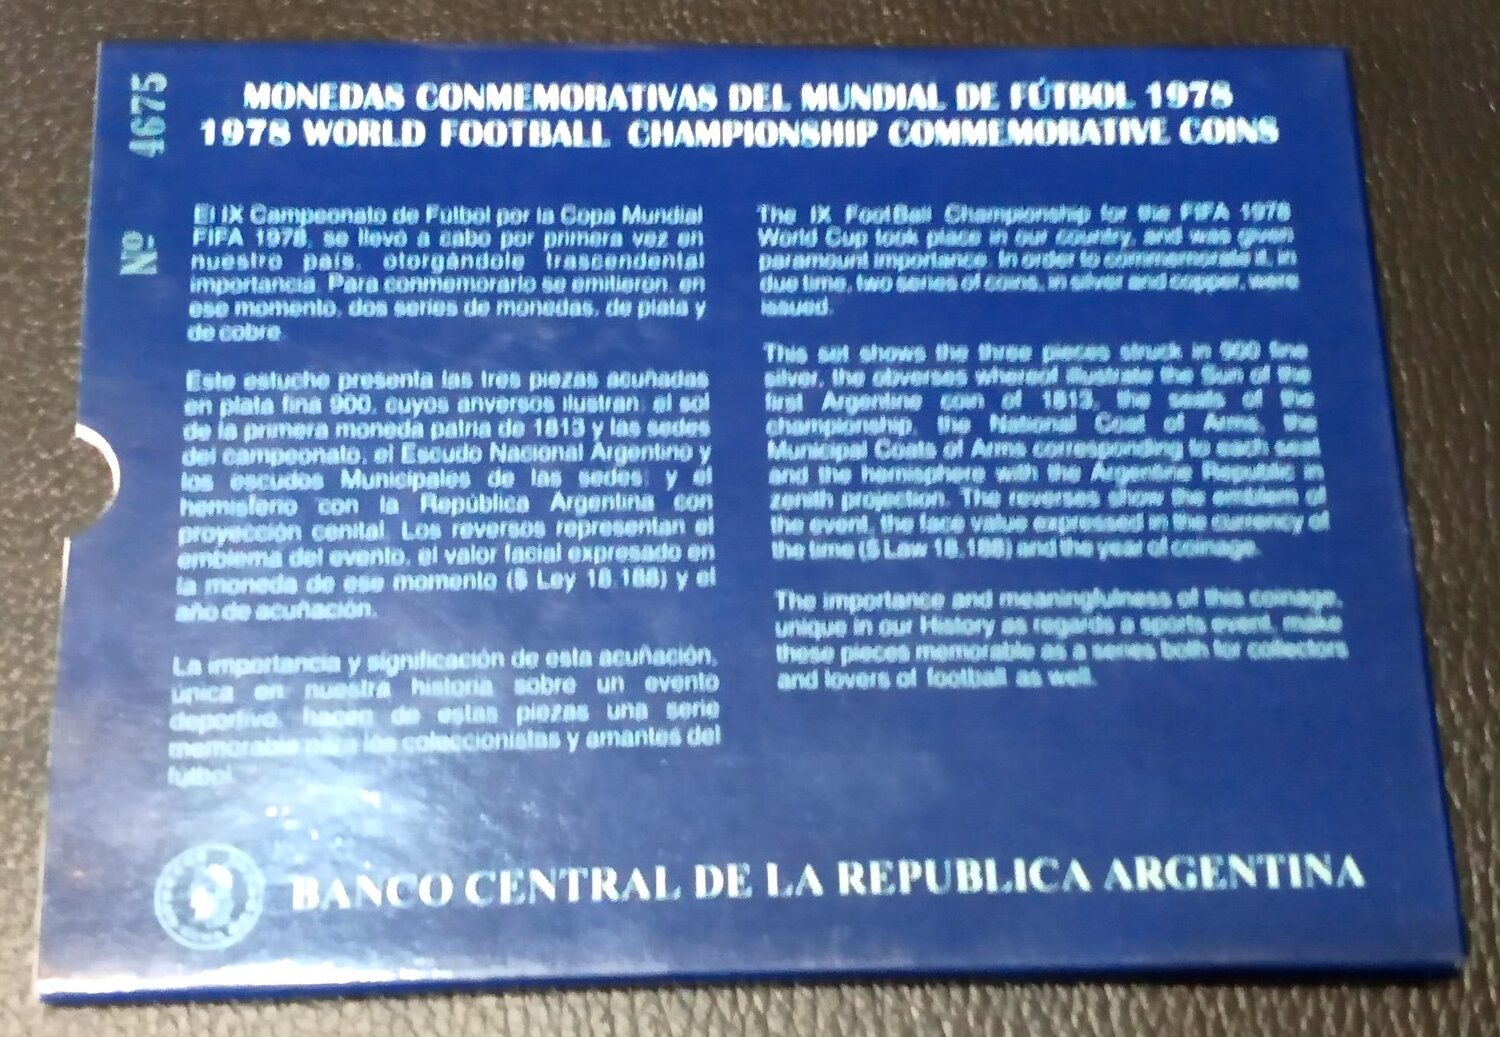 Nº 4675
MONEDAS CONMEMORATIVAS DEL MUNDIAL DE FÚTBOL 1978
1978 WORLD FOOTBALL CHAMPIONSHIP COMMEMORATIVE COINS
El IX Campeonato de Futbol por la Copa Mundial
FIFA 1978, se llevó a cabo por primera vez en
nuestro país, otorgándole trascendental
importancia. Para conmemorarlo se emitieron, en
ese momento, dos series de monedas, de plata y
de cobre.
Este estuche presenta las tres piezas acuñadas
en plata fina 900, cuyos anversos ilustran: el sol
de la primera moneda patria de 1813 y las sedes
del campeonato; el Escudo Nacional Argentino y
los escudos Municipales de las sedes; y el
hemisferio con la República Argentina con
proyección cenital. Los reversos representan el
emblema del evento, el valor facial expresado en
la moneda de ese momento ($ Ley 18.188) y el
año de acuñación.
La importancia y significación de esta acuñación,
única en nuestra historia sobre un evento
deportivo, hacen de estas piezas una serie
memorable para los coleccionistas y amantes del
futbol.
The IX FootBall Championship for the FIFA 1978
World Cup took place in our country, and was given
paramount importance. In order to commemorate it, in
due time, two series of coins, in silver and copper, were
issued.
This set shows the three pieces struck in 900 fine
silver, the obverses whereof illustrate the Sun of the
first Argentine coin of 1813, the seats of the
championship, the National Coat of Arms, the
Municipal Coats of Arms corresponding to each seat
and the hemisphere with the Argentine Republic in
zenith projection. The reverses show the emblem of
the event, the face value expressed in the currency of
the time ($ Law 18.188) and the year of coinage.
The importance and meaningfulness of this coinage,
unique in our History as regards a sports event, make
these pieces memorable as a series both for collectors
and lovers of football as well.
BANCO CENTRAL DE LA REPUBLICA ARGENTINA